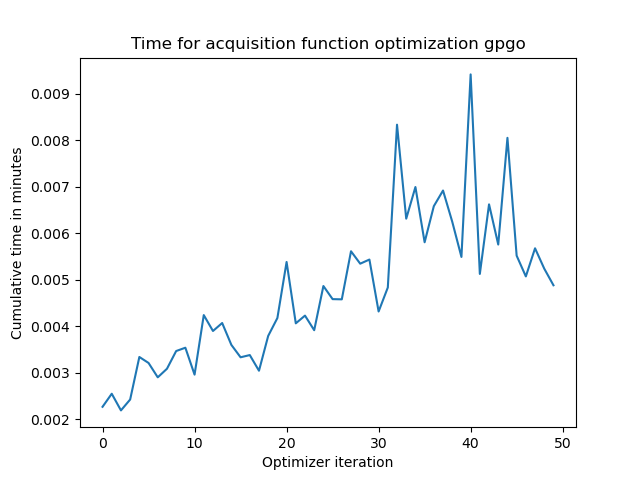 Time for acquisition function optimization gpgo
Cumulative time in minutes
0.009
0.008
0.007
0.006
0.005
0.004
0.003
0.002
0 10 20 30 40 50
Optimizer iteration